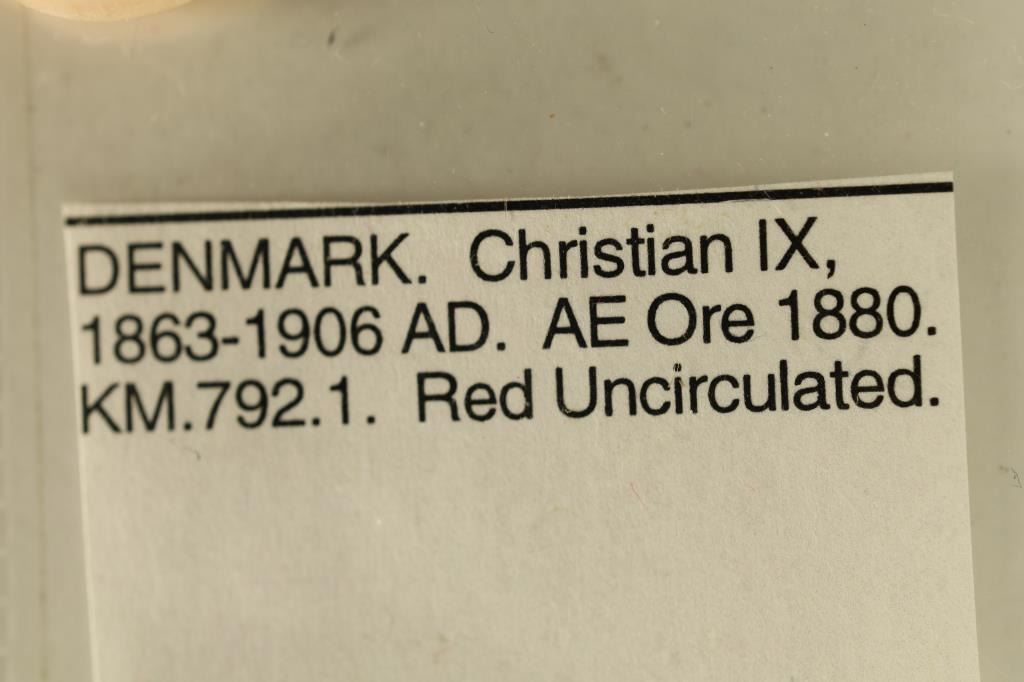 DENMARK. Christian IX,
1863-1906 AD. AE Ore 1880.
KM.792.1. Red Uncirculated.